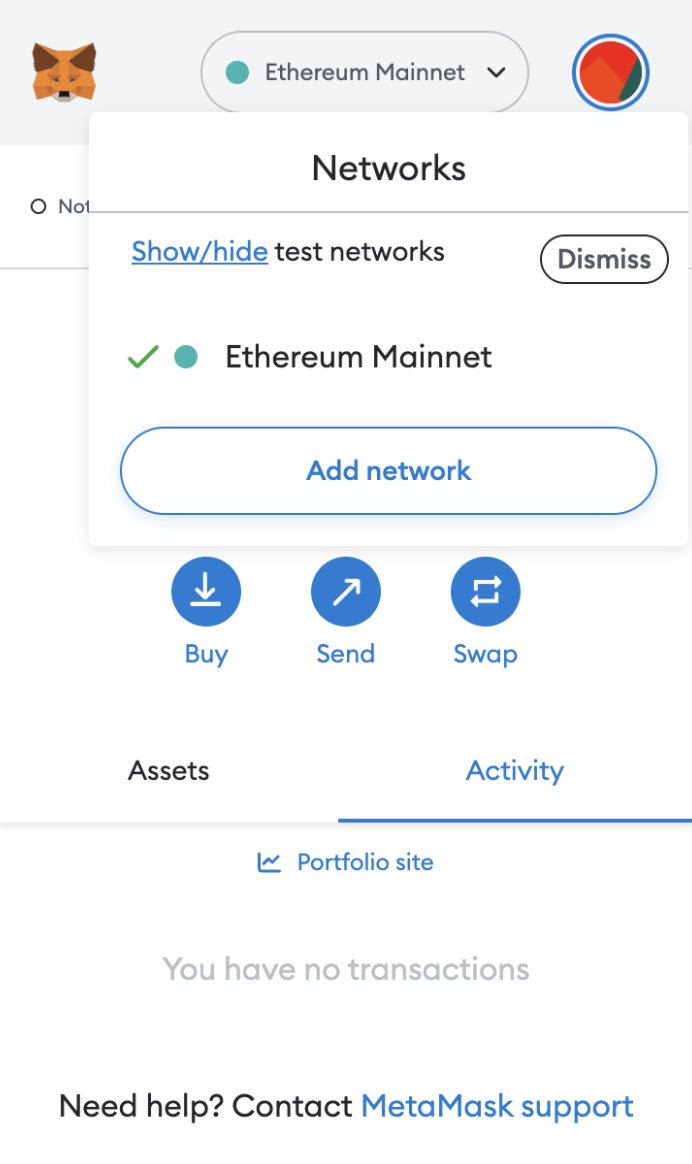 Ethereum Mainnet
Networks
Not
Show/hide test networks
Dismiss
Ethereum Mainnet
Add network
Buy
Send
Swap
Assets
Activity
Portfolio site
You have no transactions
Need help? Contact MetaMask support